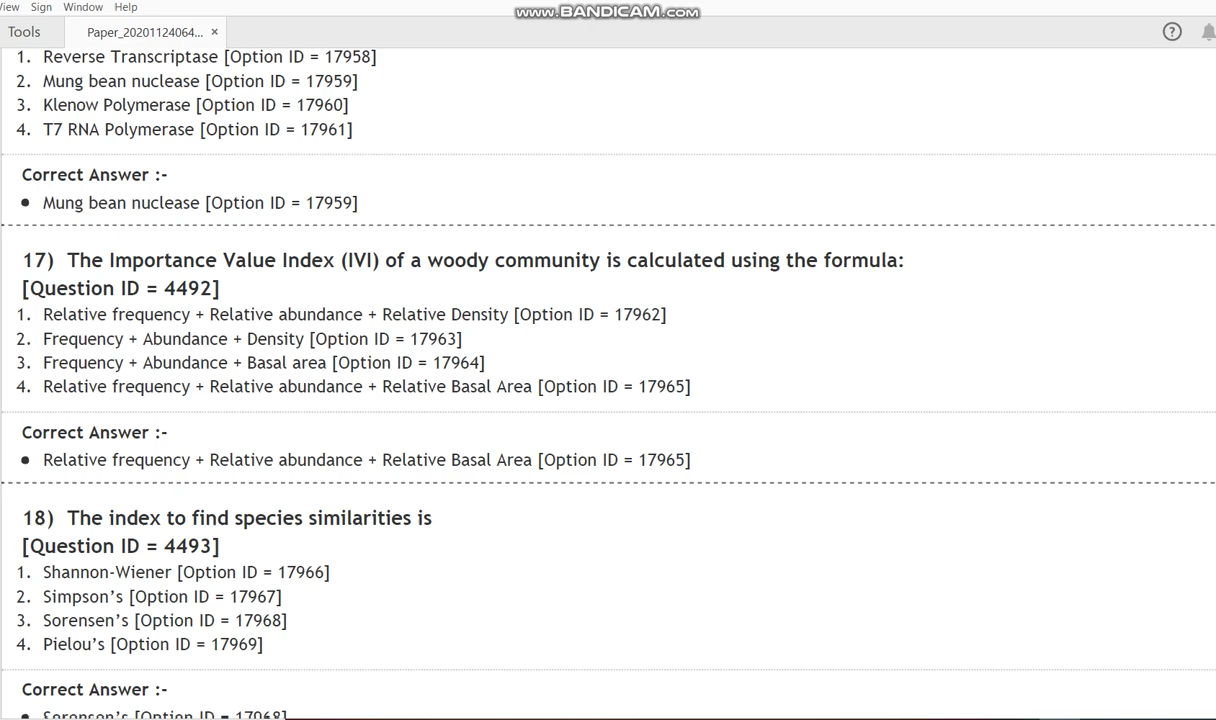 View Sign Window Help
www.BANDICAM.com
Tools Paper_20201124064... ×
1. Reverse Transcriptase [Option ID = 17958]
2. Mung bean nuclease [Option ID = 17959]
3. Klenow Polymerase [Option ID = 17960]
4. T7 RNA Polymerase [Option ID = 17961]
Correct Answer :-
• Mung bean nuclease [Option ID = 17959]
17) The Importance Value Index (IVI) of a woody community is calculated using the formula:
[Question ID = 4492]
1. Relative frequency + Relative abundance + Relative Density [Option ID = 17962]
2. Frequency + Abundance + Density [Option ID = 17963]
3. Frequency + Abundance + Basal area [Option ID = 17964]
4. Relative frequency + Relative abundance + Relative Basal Area [Option ID = 17965]
Correct Answer :-
• Relative frequency + Relative abundance + Relative Basal Area [Option ID = 17965]
18) The index to find species similarities is
[Question ID = 4493]
1. Shannon-Wiener [Option ID = 17966]
2. Simpson’s [Option ID = 17967]
3. Sorensen’s [Option ID = 17968]
4. Pielou’s [Option ID = 17969]
Correct Answer :-
• Sorensen’s [Option ID = 17968]